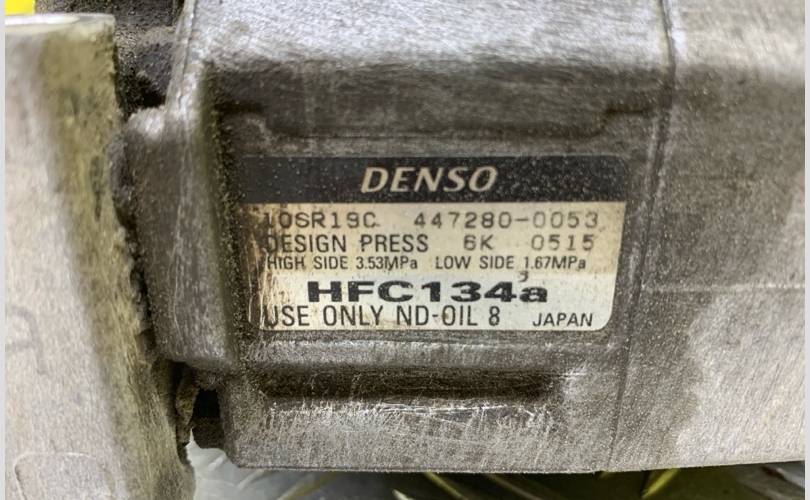 DENSO
10SR19C 447280-0053
DESIGN PRESS 6K 0515
HIGH SIDE 3.53MPa LOW SIDE 1.67MPa
3
HFC134a
USE ONLY ND-OIL 8 JAPAN